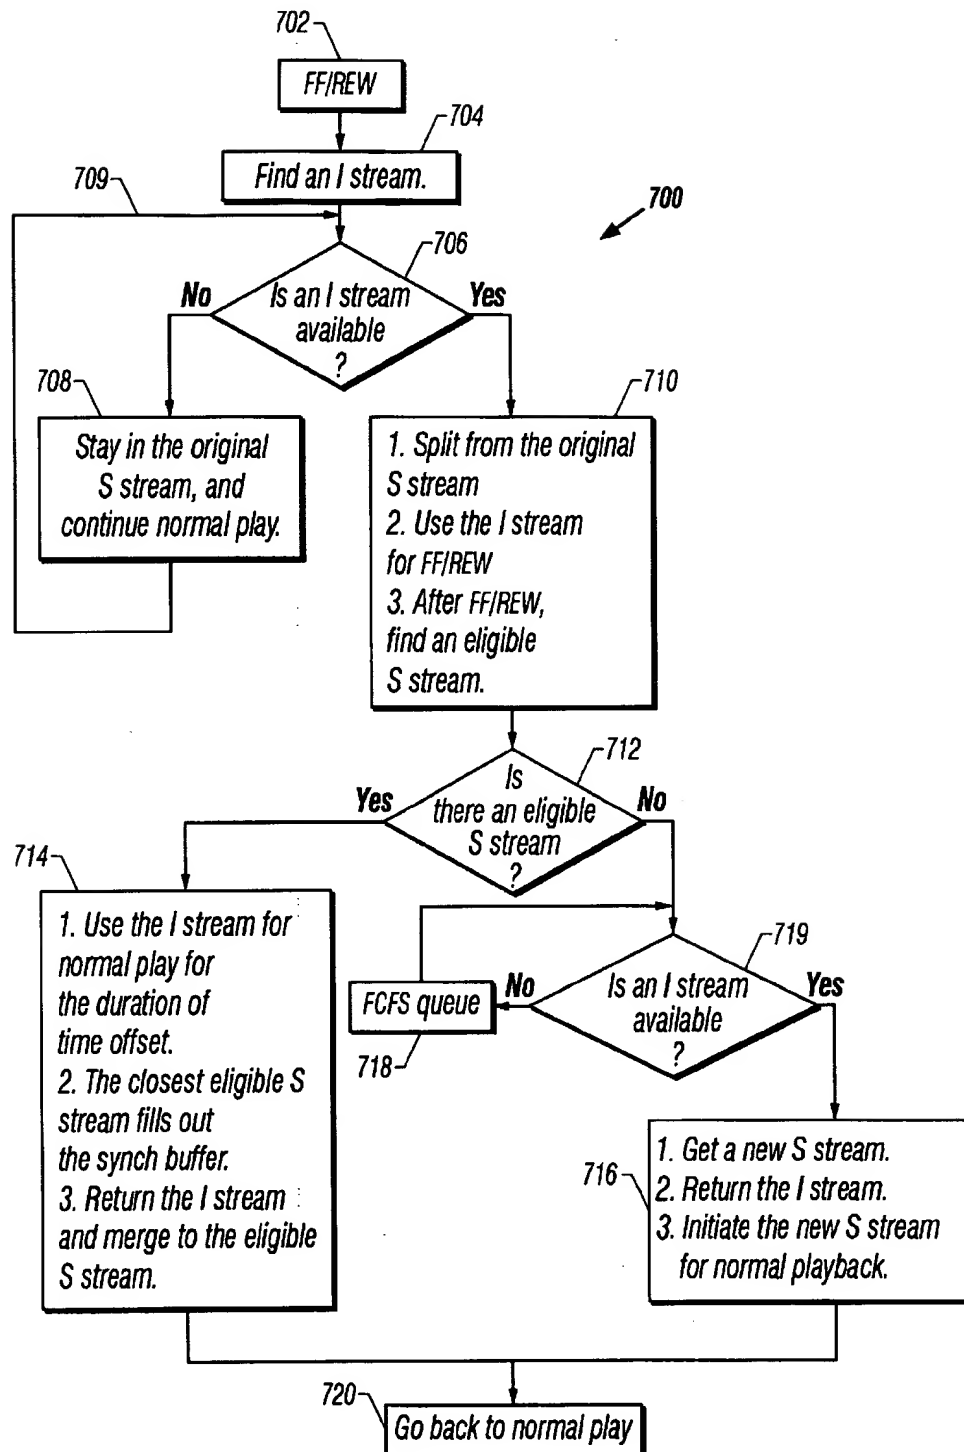 702
FF/REW
704
Find an I stream.
709
700
706
No
Is an I stream
available
?
Yes
708
Stay in the original
S stream, and
continue normal play.
710
1. Split from the original
S stream
2. Use the I stream
for FF/REW
3. After FF/REW,
find an eligible
S stream.
712
Yes
Is
there an eligible
S stream
?
No
714
1. Use the I stream for
normal play for
the duration of
time offset.
2. The closest eligible S
stream fills out
the synch buffer.
3. Return the I stream
and merge to the eligible
S stream.
719
No
Is an I stream
available
?
Yes
FCFS queue
718
716
1. Get a new S stream.
2. Return the I stream.
3. Initiate the new S stream
for normal playback.
720
Go back to normal play